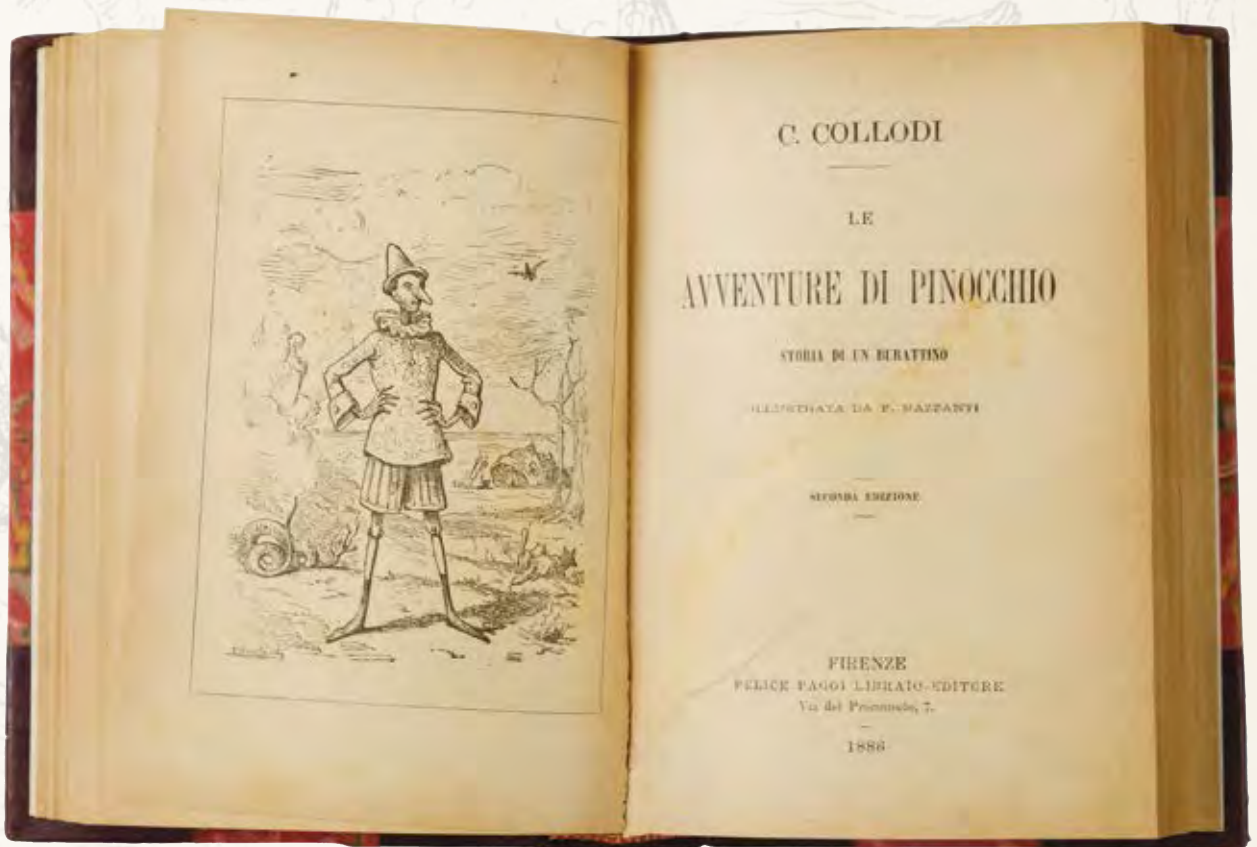 C. COLLODI
LE
AVVENTURE DI PINOCCHIO
STORIA DI UN BURATTINO
ILLUSTRATA DA E. MAZZANTI
SECONDA EDIZIONE
FIRENZE
FELICE PAGGI LIBRAIO-EDITORE
Via del Proconsolo, 7.
1886